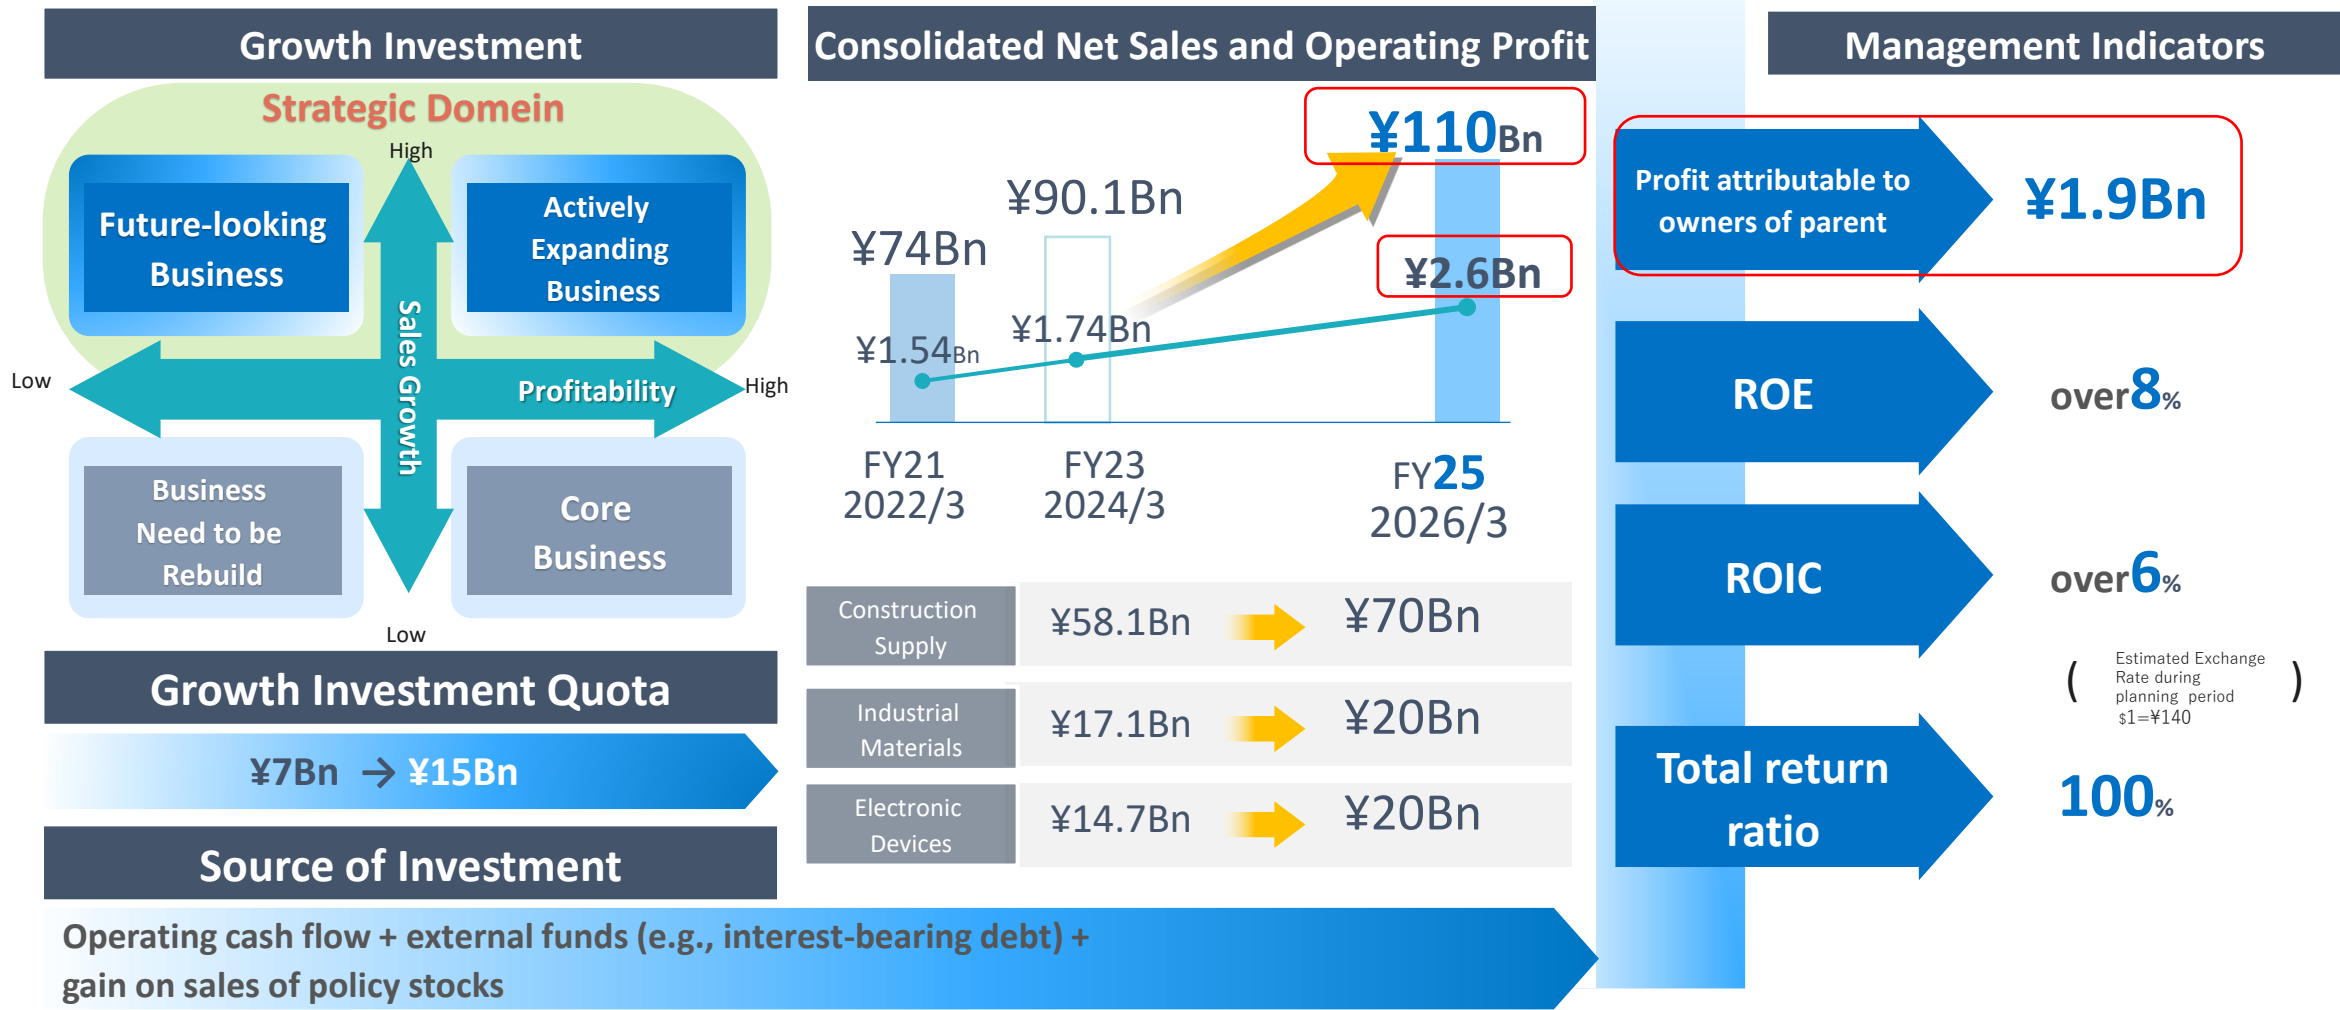 Growth Investment
Strategic Domein
High
Future-looking
Business
Actively
Expanding
Business
Sales Growth
Low
Profitability
High
Business
Need to be
Rebuild
Core
Business
Low
Growth Investment Quota
¥7Bn → ¥15Bn
Source of Investment
Operating cash flow + external funds (e.g., interest-bearing debt) +
gain on sales of policy stocks
Consolidated Net Sales and Operating Profit
¥110Bn
¥90.1Bn
¥74Bn
¥2.6Bn
¥1.74Bn
¥1.54Bn
FY21
2022/3
FY23
2024/3
FY25
2026/3
Construction
Supply
¥58.1Bn
¥70Bn
Industrial
Materials
¥17.1Bn
¥20Bn
Electronic
Devices
¥14.7Bn
¥20Bn
Management Indicators
Profit attributable to
owners of parent
¥1.9Bn
ROE
over8%
ROIC
over6%
( Estimated Exchange
Rate during
planning period
$1=¥140 )
Total return
ratio
100%